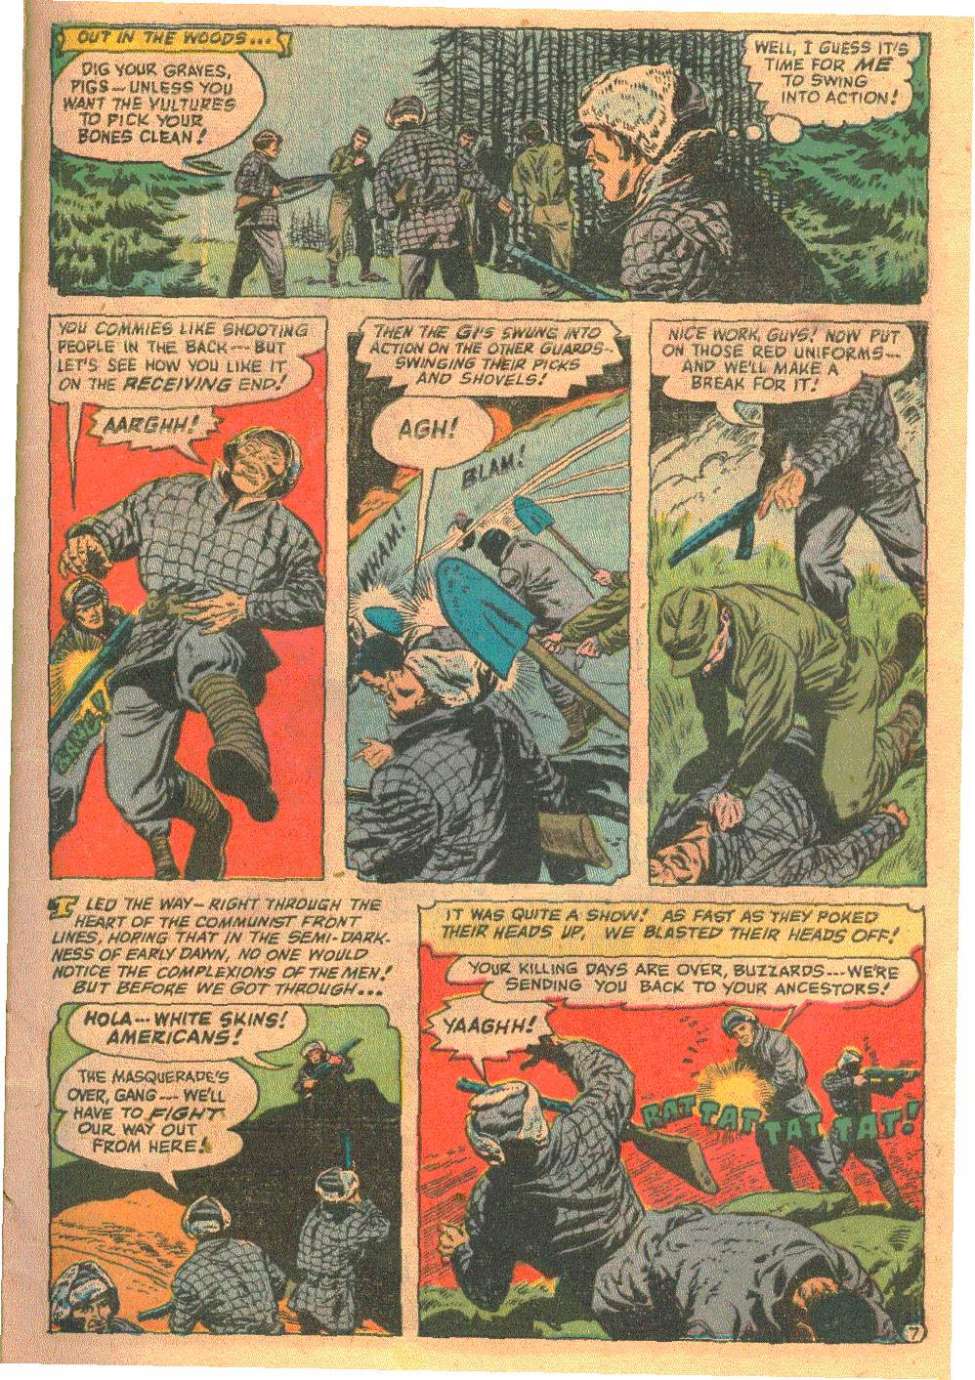 OUT IN THE WOODS...
DIG YOUR GRAVES,
PIGS--UNLESS YOU
WANT THE VULTURES
TO PICK YOUR
BONES CLEAN!
WELL, I GUESS IT'S
TIME FOR ME
TO SWING
INTO ACTION!
YOU COMMIES LIKE SHOOTING
PEOPLE IN THE BACK--- BUT
LET'S SEE HOW YOU LIKE IT
ON THE RECEIVING END!
AARGHH!
BANG!
THEN THE GI'S SWUNG INTO
ACTION ON THE OTHER GUARDS-
SWINGING THEIR PICKS
AND SHOVELS!
AGH!
BLAM!
WHAM!
NICE WORK, GUYS! NOW PUT
ON THOSE RED UNIFORMS---
AND WE'LL MAKE A
BREAK FOR IT!
I LED THE WAY-- RIGHT THROUGH THE
HEART OF THE COMMUNIST FRONT
LINES, HOPING THAT IN THE SEMI-DARK-
NESS OF EARLY DAWN, NO ONE WOULD
NOTICE THE COMPLEXIONS OF THE MEN!
BUT BEFORE WE GOT THROUGH...
HOLA--- WHITE SKINS!
AMERICANS!
THE MASQUERADE'S
OVER, GANG--- WE'LL
HAVE TO FIGHT
OUR WAY OUT
FROM HERE!
IT WAS QUITE A SHOW! AS FAST AS THEY POKED
THEIR HEADS UP, WE BLASTED THEIR HEADS OFF!
YOUR KILLING DAYS ARE OVER, BUZZARDS--- WE'RE
SENDING YOU BACK TO YOUR ANCESTORS!
YAAGHH!
RAT TAT TAT TAT!
7